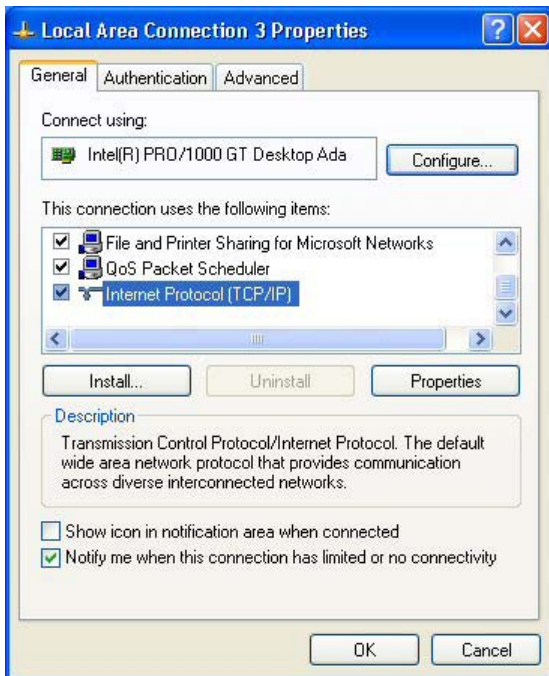 Local Area Connection 3 Properties
General Authentication Advanced
Connect using:
Intel(R) PRO/1000 GT Desktop Ada
Configure...
This connection uses the following items:
File and Printer Sharing for Microsoft Networks
QoS Packet Scheduler
Internet Protocol (TCP/IP)
Install... Uninstall Properties
Description
Transmission Control Protocol/Internet Protocol. The default
wide area network protocol that provides communication
across diverse interconnected networks.
Show icon in notification area when connected
Notify me when this connection has limited or no connectivity
OK Cancel